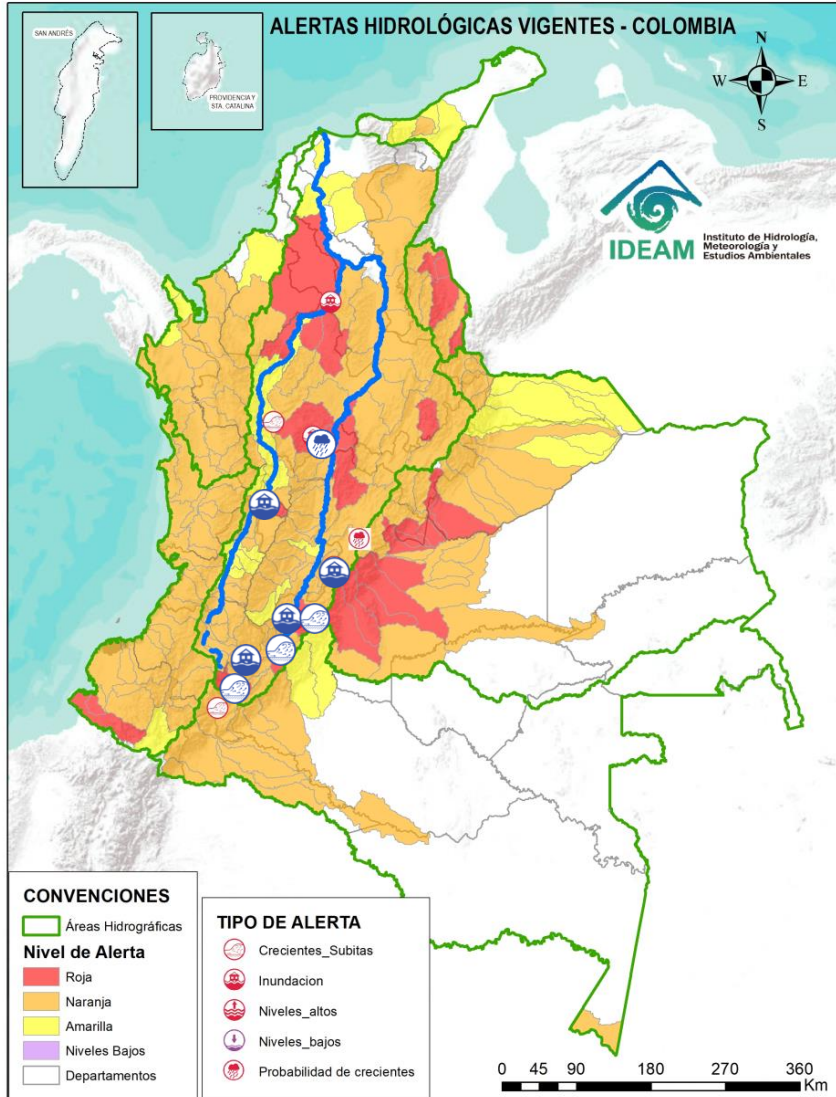 ALERTAS HIDROLÓGICAS VIGENTES - COLOMBIA
SAN ANDRÉS
PROVIDENCIA Y
STA. CATALINA
N
W
E
S
IDEAM
Instituto de Hidrología,
Meteorología y
Estudios Ambientales
CONVENCIONES
Áreas Hidrográficas
Nivel de Alerta
Roja
Naranja
Amarilla
Niveles Bajos
Departamentos
TIPO DE ALERTA
Crecientes_Subitas
Inundacion
Niveles_altos
Niveles_bajos
Probabilidad de crecientes
0 45 90 180 270 360
Km